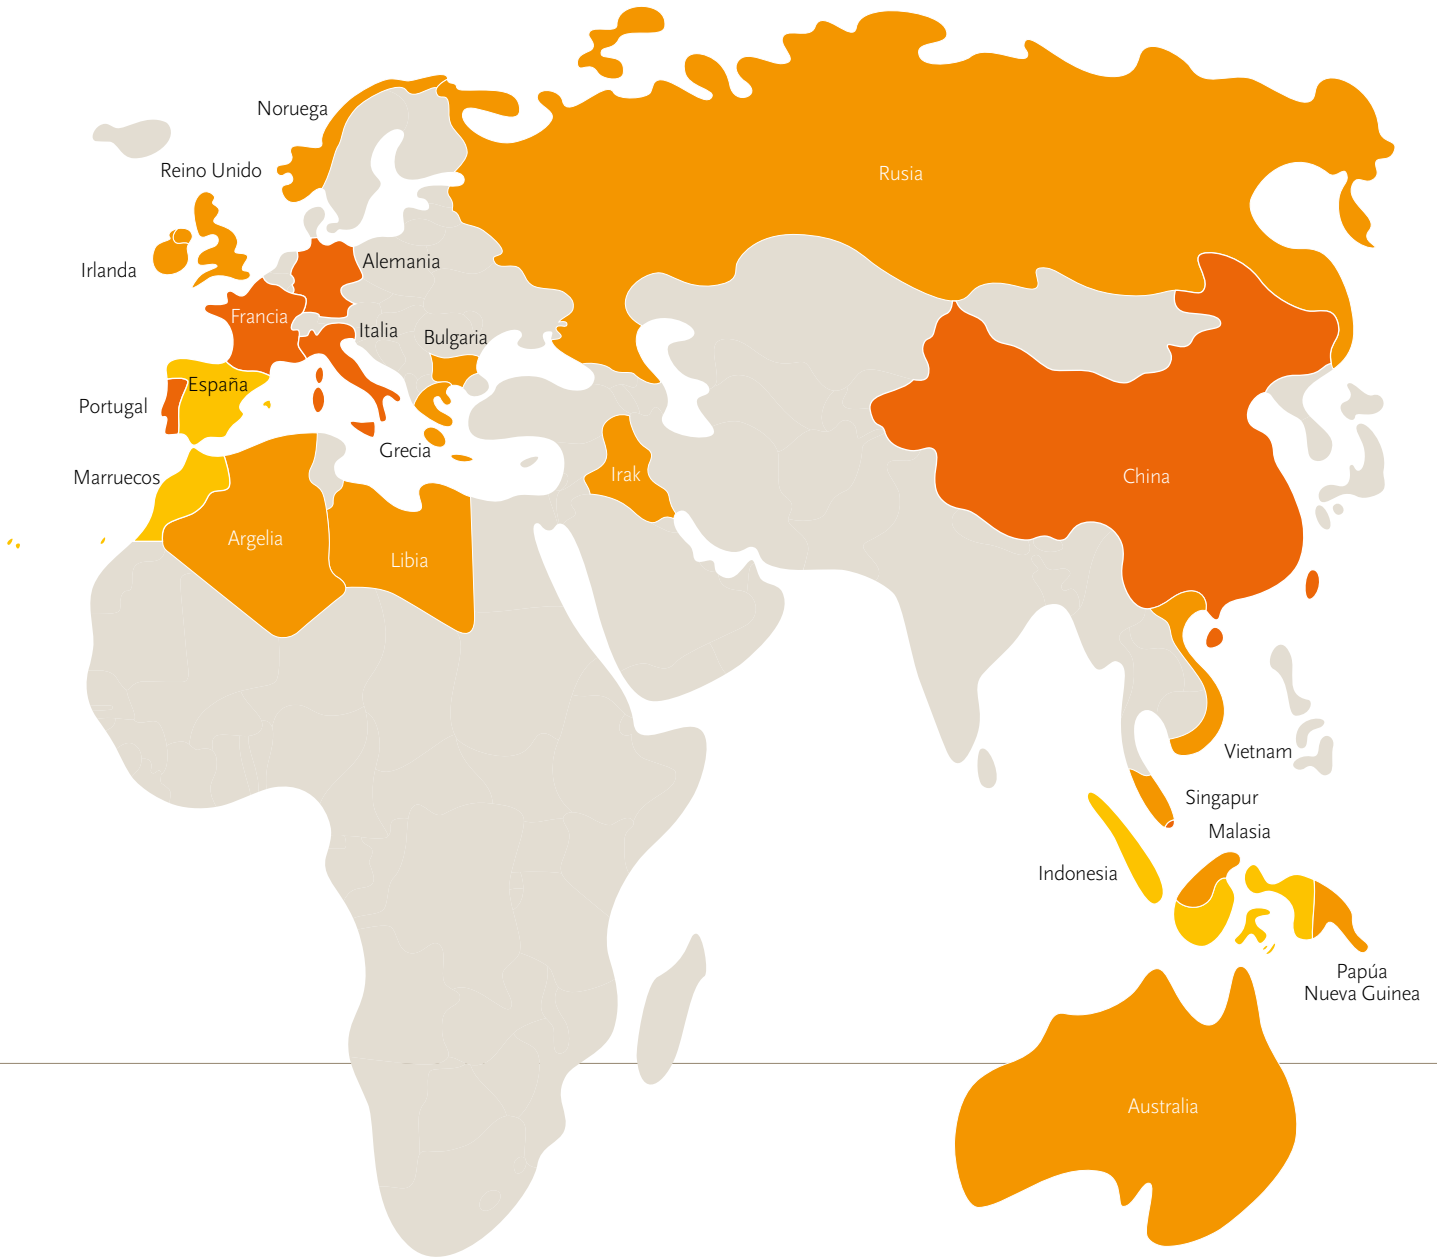 Noruega
Reino Unido
Rusia
Irlanda
Alemania
Francia
Italia
Bulgaria
España
Portugal
Grecia
Marruecos
Irak
China
Argelia
Libia
Vietnam
Singapur
Malasia
Indonesia
Papúa
Nueva Guinea
Australia